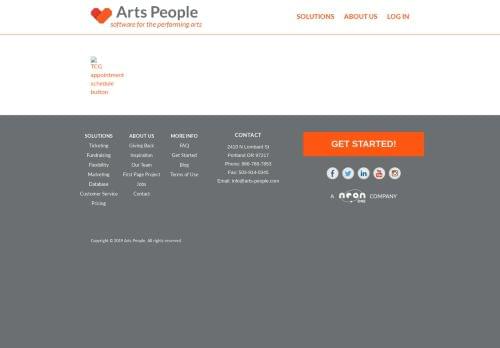 Arts People
software for the performing arts
SOLUTIONS ABOUT US LOG IN
TCG
appointment
schedule
button
SOLUTIONS
Ticketing
Fundraising
Flexibility
Marketing
Database
Customer Service
Pricing
ABOUT US
Giving Back
Inspiration
Our Team
First Page Project
Jobs
Contact
MORE INFO
FAQ
Get Started
Blog
Terms of Use
CONTACT
2410 N Lombard St
Portland OR 97217
Phone: 866-788-7853
Fax: 503-914-0345
Email: info@arts-people.com
GET STARTED!
A neon one COMPANY
Copyright © 2019 Arts People. All rights reserved.